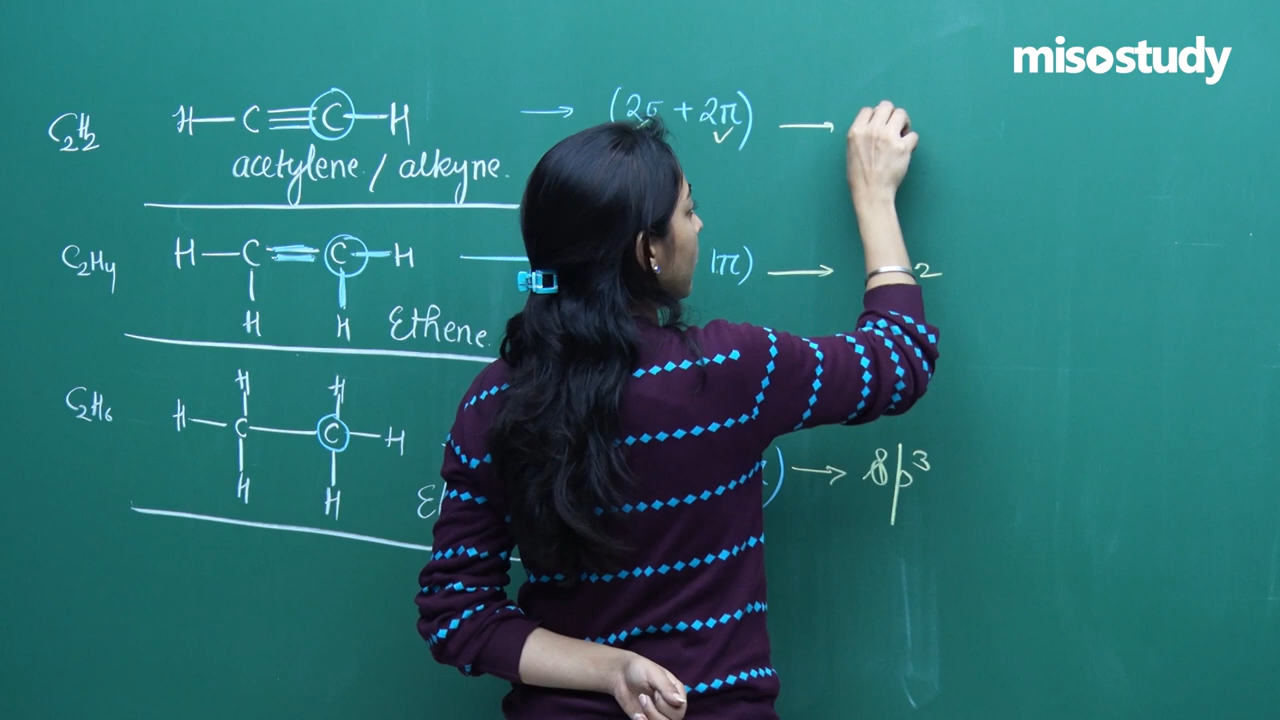 misostudy
C2H2 H—C≡C—H → (2σ + 2π) →
acetylene / alkyne.
C2H4 H—C=C—H 1π) → 2
H H
Ethene.
H H
C2H6 H—C—C—H ) → sp3
H H